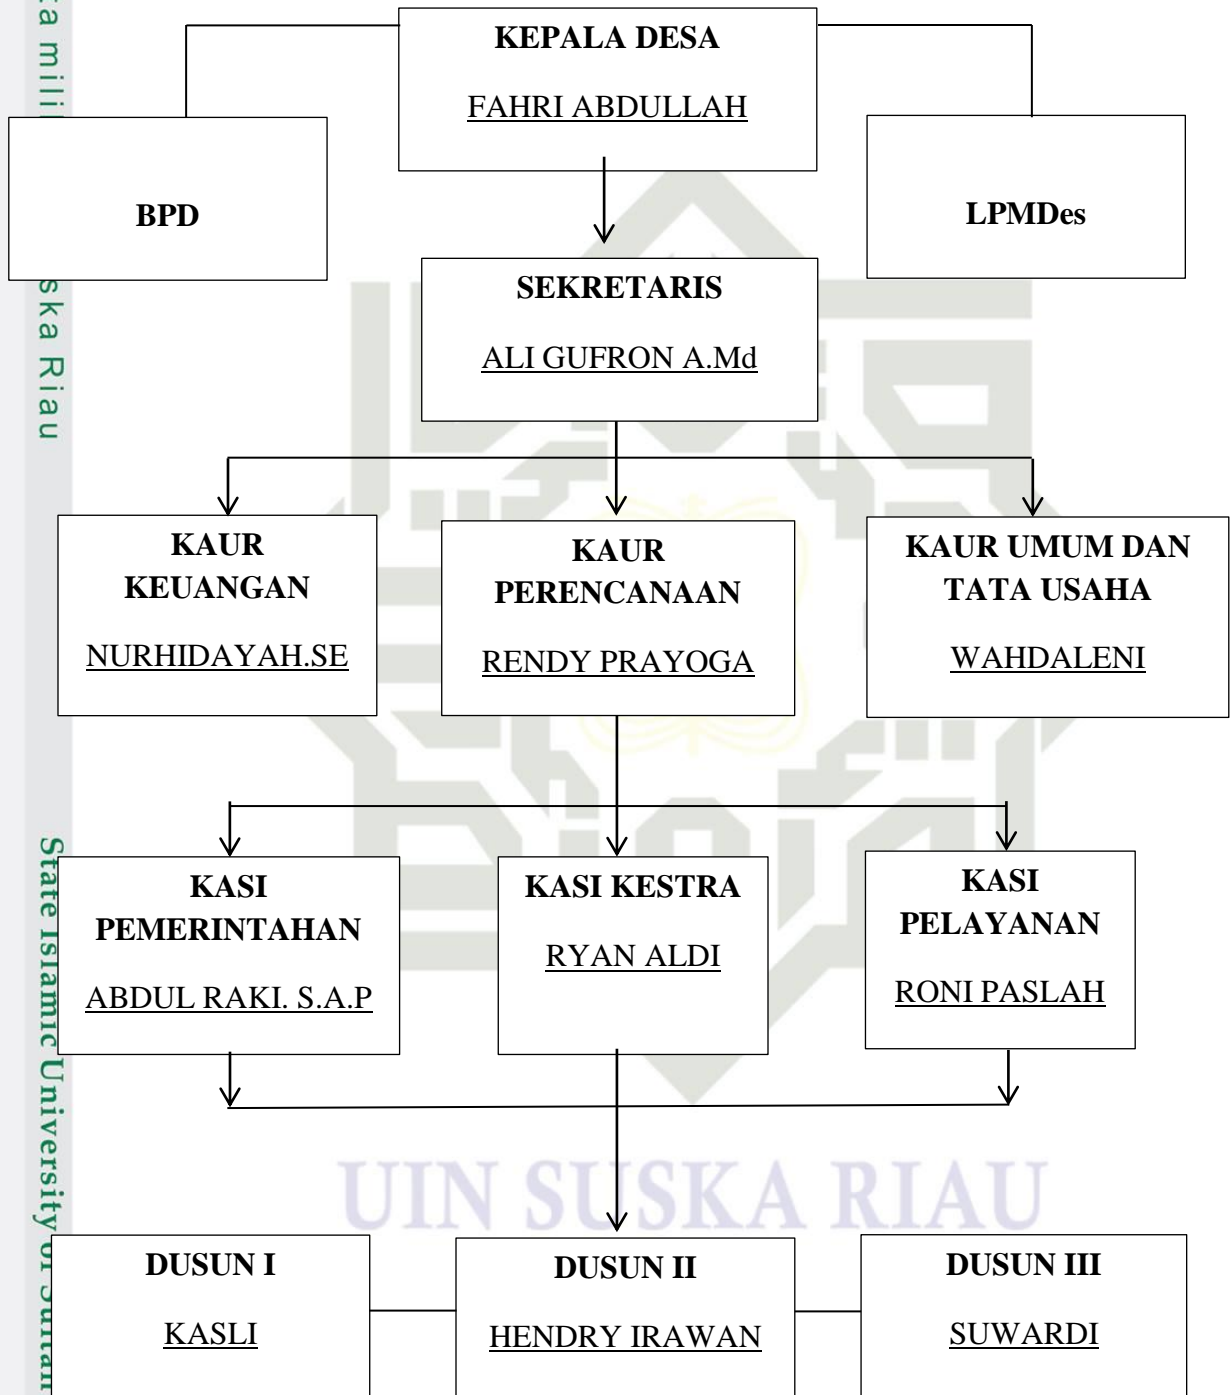 KEPALA DESA
FAHRI ABDULLAH
BPD
LPMDes
SEKRETARIS
ALI GUFRON A.Md
KAUR
KEUANGAN
NURHIDAYAH.SE
KAUR
PERENCANAAN
RENDY PRAYOGA
KAUR UMUM DAN
TATA USAHA
WAHDALENI
KASI
PEMERINTAHAN
ABDUL RAKI. S.A.P
KASI KESTRA
RYAN ALDI
KASI
PELAYANAN
RONI PASLAH
UIN SUSKA RIAU
DUSUN I
KASLI
DUSUN II
HENDRY IRAWAN
DUSUN III
SUWARDI
Riau
State Islamic University of Sultan